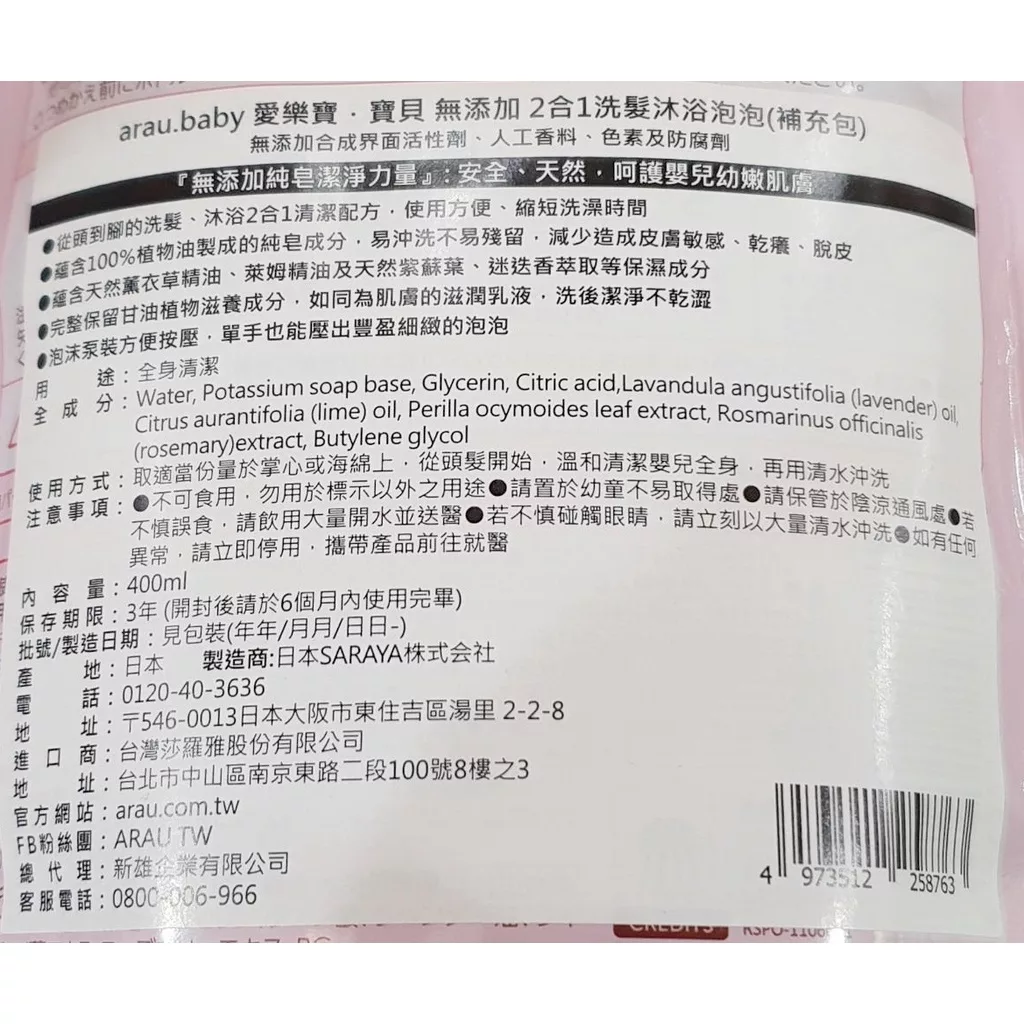 arau.baby 愛樂寶．寶貝 無添加 2合1洗髮沐浴泡泡(補充包)
無添加合成界面活性劑、人工香料、色素及防腐劑
『無添加純皂潔淨力量』：安全、天然，呵護嬰兒幼嫩肌膚
●從頭到腳的洗髮、沐浴2合1清潔配方，使用方便、縮短洗澡時間
●蘊含100%植物油製成的純皂成分，易沖洗不易殘留，減少造成皮膚敏感、乾癢、脫皮
●蘊含天然薰衣草精油、萊姆精油及天然紫蘇葉、迷迭香萃取等保濕成分
●完整保留甘油植物滋養成分，如同為肌膚的滋潤乳液，洗後潔淨不乾澀
●泡沫泵裝方便按壓，單手也能壓出豐盈細緻的泡泡
用途：全身清潔
全成分：Water, Potassium soap base, Glycerin, Citric acid,Lavandula angustifolia (lavender) oil,
Citrus aurantifolia (lime) oil, Perilla ocymoides leaf extract, Rosmarinus officinalis
(rosemary)extract, Butylene glycol
使用方式：取適當份量於掌心或海綿上，從頭髮開始，溫和清潔嬰兒全身，再用清水沖洗
注意事項：●不可食用，勿用於標示以外之用途●請置於幼童不易取得處●請保管於陰涼通風處●若
不慎誤食，請飲用大量開水並送醫●若不慎碰觸眼睛，請立刻以大量清水沖洗●如有任何
異常，請立即停用，攜帶產品前往就醫
內容量：400ml
保存期限：3年 (開封後請於6個月內使用完畢)
批號/製造日期：見包裝(年年/月月/日日-)
產地：日本 製造商:日本SARAYA株式会社
電話：0120-40-3636
地址：〒546-0013日本大阪市東住吉區湯里 2-2-8
進口商：台灣莎羅雅股份有限公司
地址：台北市中山區南京東路二段100號8樓之3
官方網站：arau.com.tw
FB粉絲團：ARAU TW
總代理：新雄企業有限公司
客服電話：0800-006-966
4 973512 258763